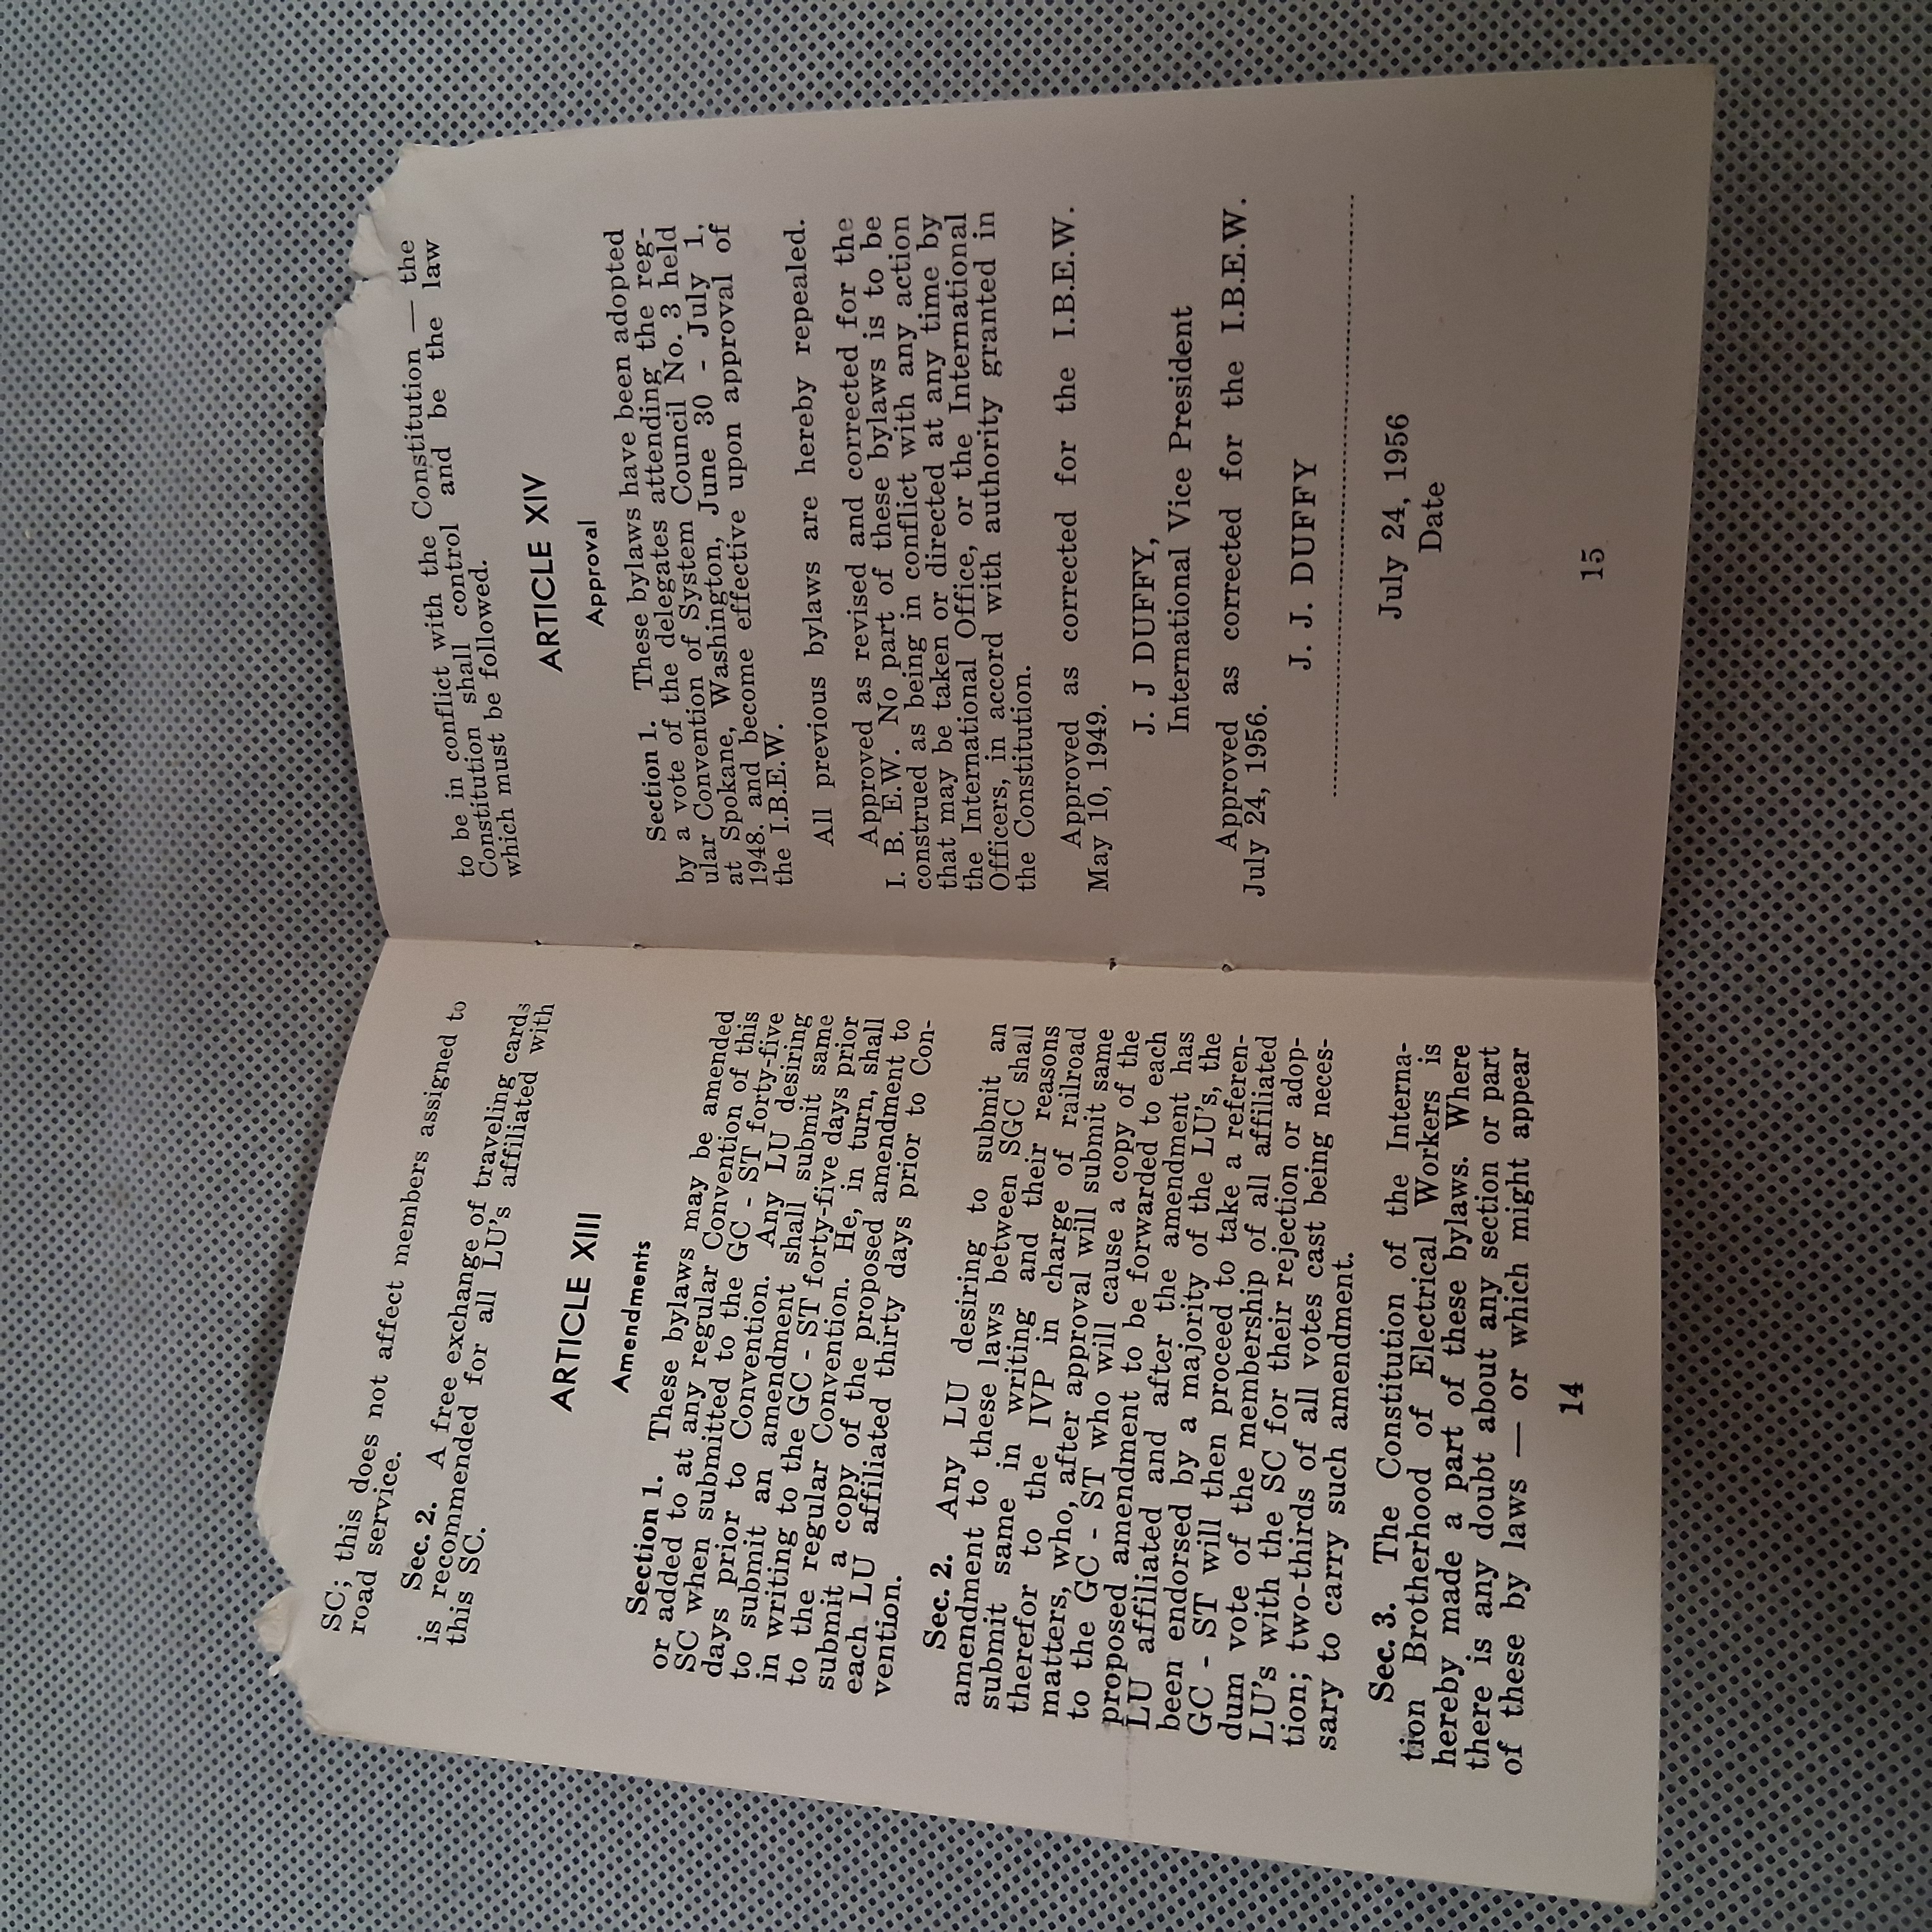 SC; this does not affect members assigned to
road service.
Sec. 2. A free exchange of traveling cards
is recommended for all LU's affiliated with
this SC.
ARTICLE XIII
Amendments
Section 1. These bylaws may be amended
or added to at any regular Convention of this
SC when submitted to the GC - ST forty-five
days prior to Convention. Any LU desiring
to submit an amendment shall submit same
in writing to the GC - ST forty-five days prior
to the regular Convention. He, in turn, shall
submit a copy of the proposed amendment to
each LU affiliated thirty days prior to Con-
vention.
Sec. 2. Any LU desiring to submit an
amendment to these laws between SGC shall
submit same in writing and their reasons
therefor to the IVP in charge of railroad
matters, who, after approval will submit same
to the GC - ST who will cause a copy of the
proposed amendment to be forwarded to each
LU affiliated and after the amendment has
been endorsed by a majority of the LU's, the
GC - ST will then proceed to take a referen-
dum vote of the membership of all affiliated
LU's with the SC for their rejection or adop-
tion; two-thirds of all votes cast being neces-
sary to carry such amendment.
Sec. 3. The Constitution of the Interna-
tion Brotherhood of Electrical Workers is
hereby made a part of these bylaws. Where
there is any doubt about any section or part
of these by laws — or which might appear
14
to be in conflict with the Constitution — the
Constitution shall control and be the law
which must be followed.
ARTICLE XIV
Approval
Section 1. These bylaws have been adopted
by a vote of the delegates attending the reg-
ular Convention of System Council No. 3 held
at Spokane, Washington, June 30 - July 1,
1948. and become effective upon approval of
the I.B.E.W.
All previous bylaws are hereby repealed.
Approved as revised and corrected for the
I. B. E.W. No part of these bylaws is to be
construed as being in conflict with any action
that may be taken or directed at any time by
the International Office, or the International
Officers, in accord with authority granted in
the Constitution.
Approved as corrected for the I.B.E.W.
May 10, 1949.
J. J DUFFY,
International Vice President
Approved as corrected for the I.B.E.W.
July 24, 1956.
J. J. DUFFY
July 24, 1956
Date
15